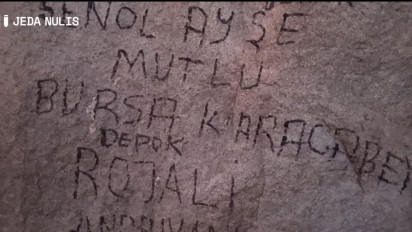 JEDA NULIS
ŞENOL AYŞE
MUTLU
BURSA KARACABEY
DEPOK
ROJALi